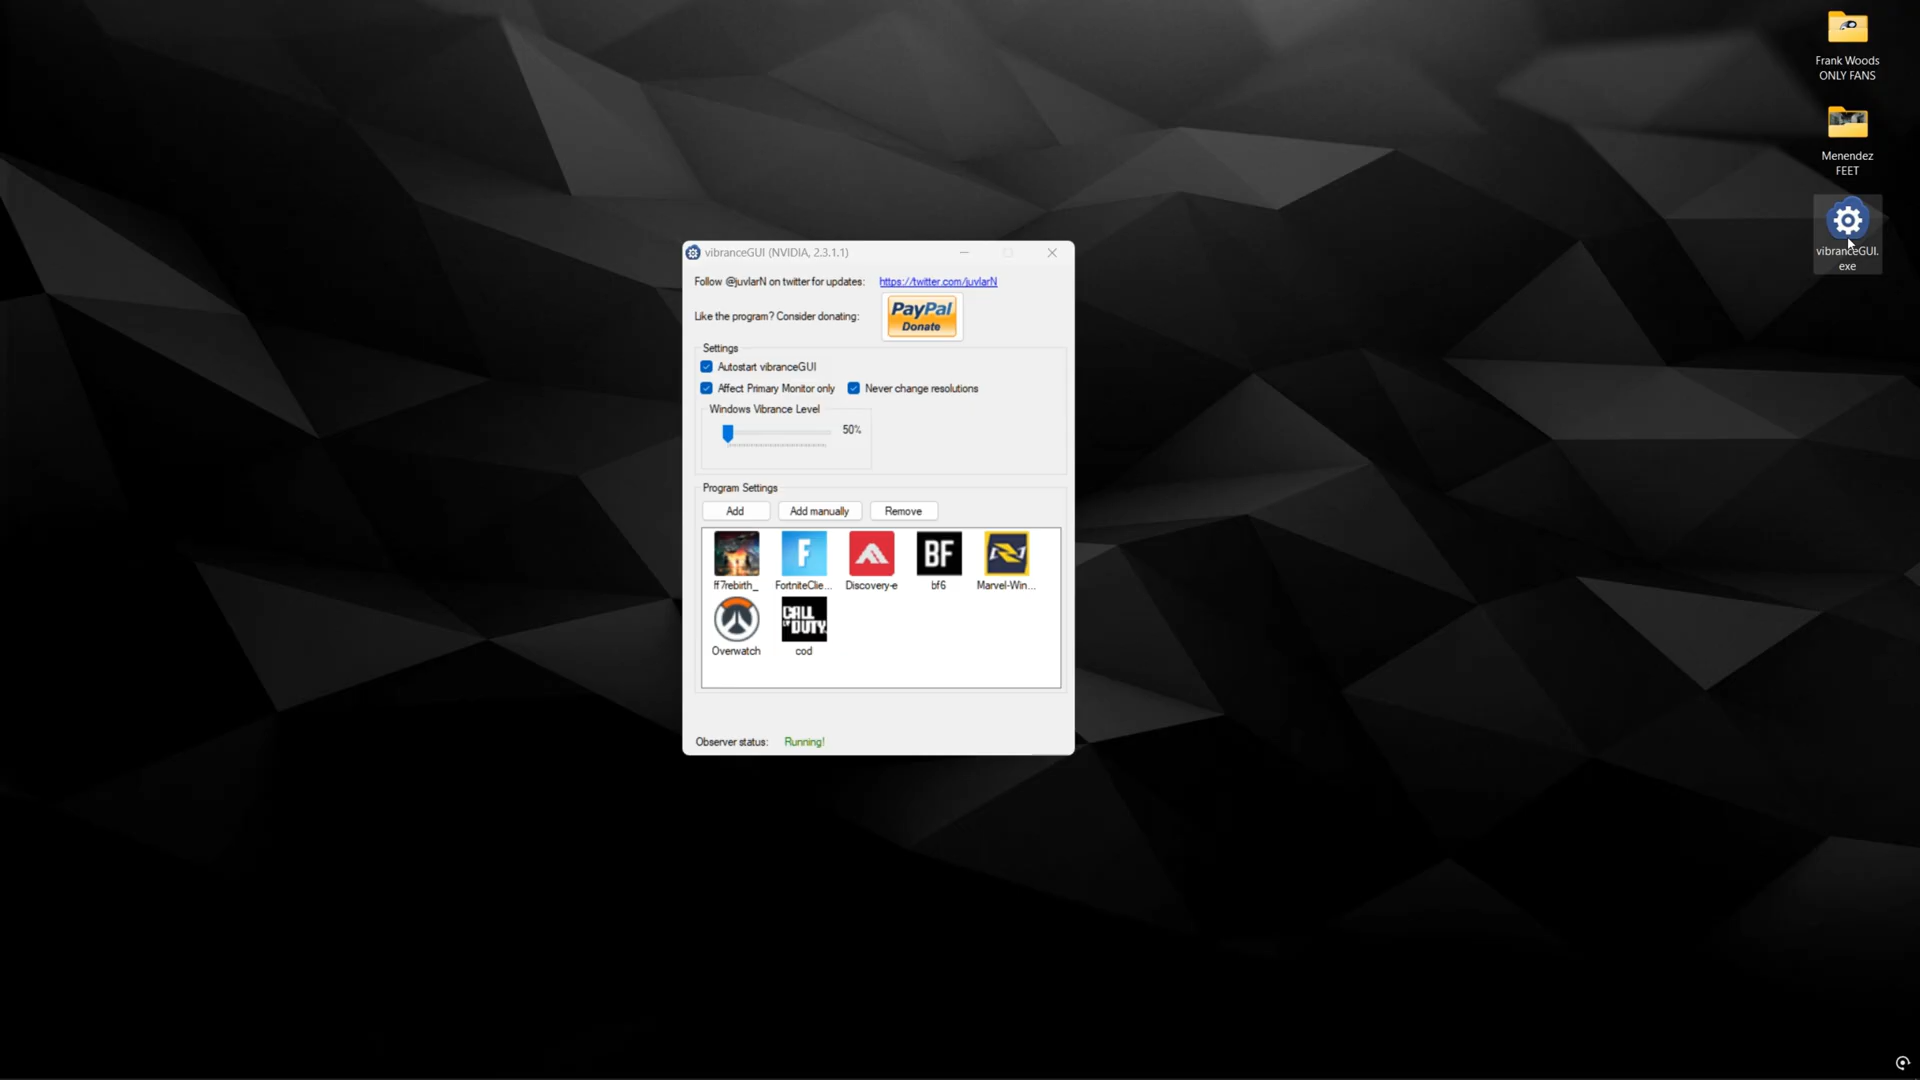 Frank Woods
ONLY FANS
Menendez
FEET
vibranceGUI.
exe
vibranceGUI (NVIDIA, 2.3.1.1)
Follow @juvlarN on twitter for updates: https://twitter.com/juvlarN
Like the program? Consider donating: PayPal
Donate
Settings
Autostart vibranceGUI
Affect Primary Monitor only Never change resolutions
Windows Vibrance Level
50%
Program Settings
Add Add manually Remove
F BF
ff7rebirth_ FortniteClie... Discovery-e bf6 Marvel-Win...
CALL OF DUTY.
Overwatch cod
Observer status: Running!